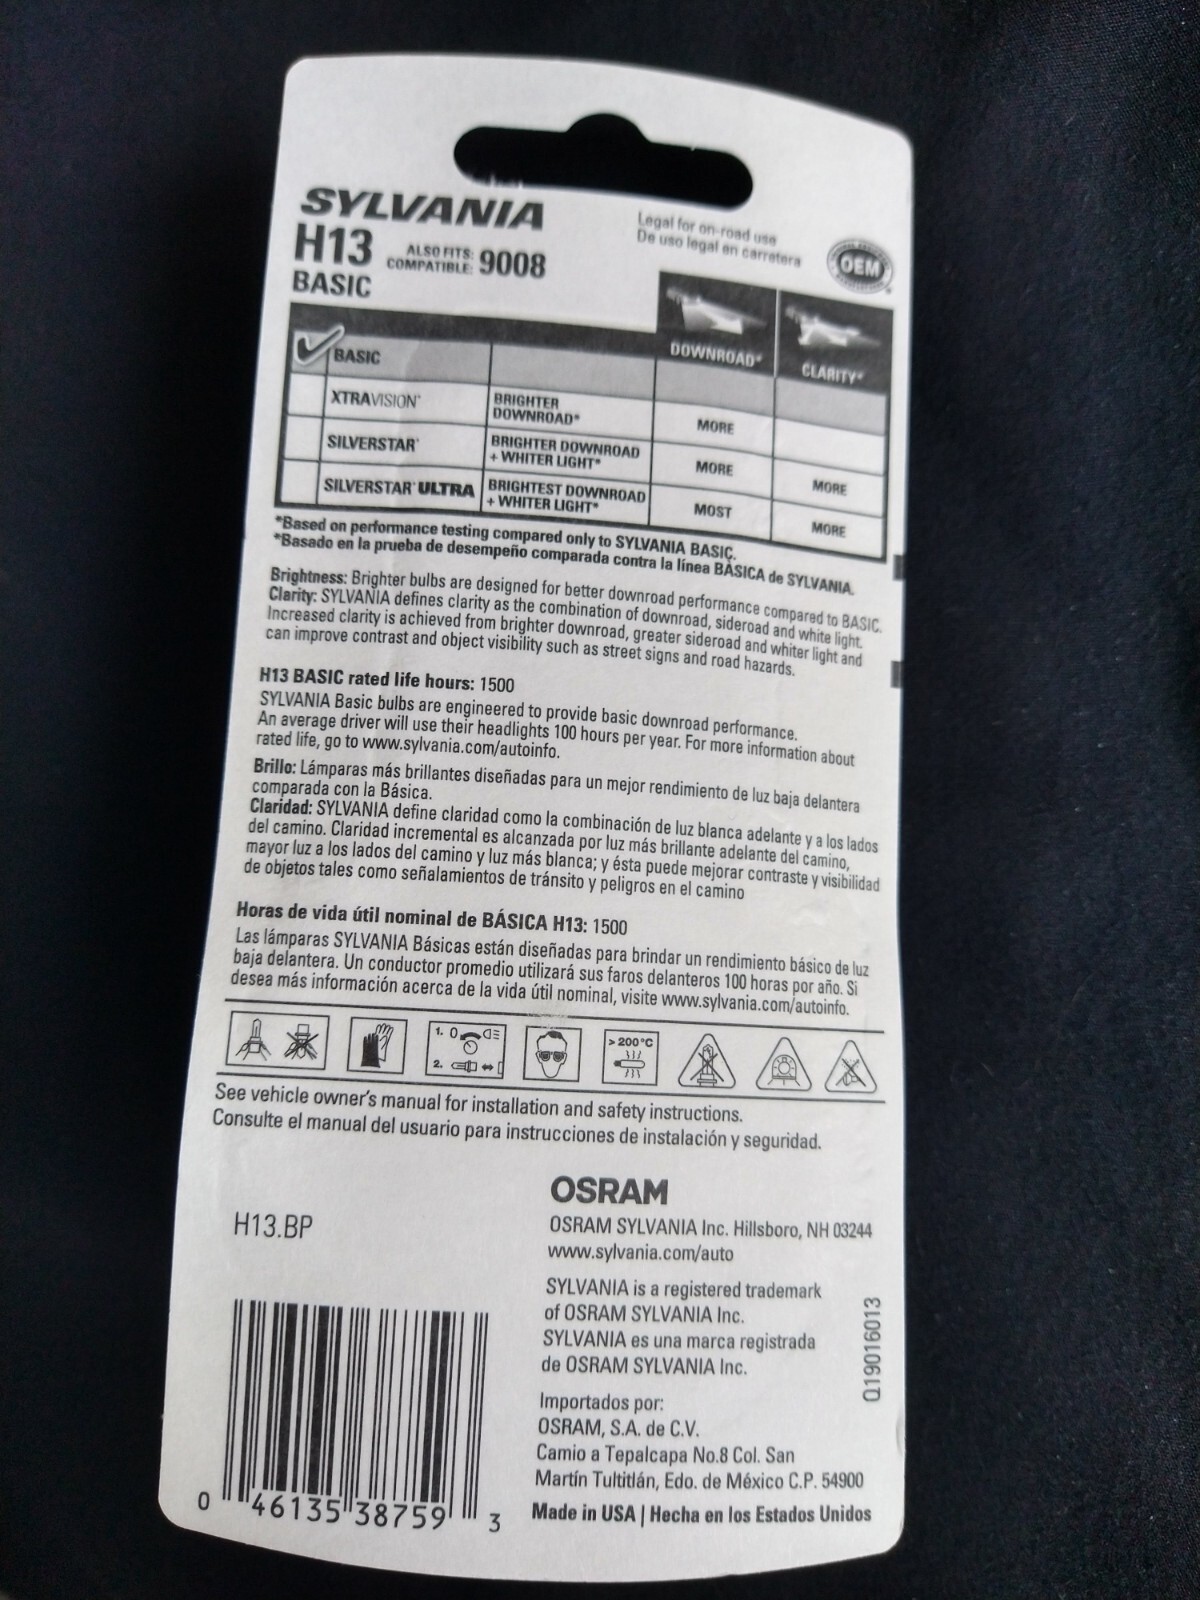 SYLVANIA
H13 ALSO FITS: COMPATIBLE: 9008
BASIC
Legal for on-road use
De uso legal en carretera
OEM
DOWNROAD* CLARITY*
BASIC
XTRAVISION® BRIGHTER DOWNROAD* MORE
SILVERSTAR® BRIGHTER DOWNROAD + WHITER LIGHT* MORE MORE
SILVERSTAR® ULTRA BRIGHTEST DOWNROAD + WHITER LIGHT* MOST MORE
*Based on performance testing compared only to SYLVANIA BASIC.
*Basado en la prueba de desempeño comparada contra la línea BÁSICA de SYLVANIA.
Brightness: Brighter bulbs are designed for better downroad performance compared to BASIC.
Clarity: SYLVANIA defines clarity as the combination of downroad, sideroad and white light.
Increased clarity is achieved from brighter downroad, greater sideroad and whiter light and
can improve contrast and object visibility such as street signs and road hazards.
H13 BASIC rated life hours: 1500
SYLVANIA Basic bulbs are engineered to provide basic downroad performance.
An average driver will use their headlights 100 hours per year. For more information about
rated life, go to www.sylvania.com/autoinfo.
Brillo: Lámparas más brillantes diseñadas para un mejor rendimiento de luz baja delantera
comparada con la Básica.
Claridad: SYLVANIA define claridad como la combinación de luz blanca adelante y a los lados
del camino. Claridad incremental es alcanzada por luz más brillante adelante del camino,
mayor luz a los lados del camino y luz más blanca; y ésta puede mejorar contraste y visibilidad
de objetos tales como señalamientos de tránsito y peligros en el camino
Horas de vida útil nominal de BÁSICA H13: 1500
Las lámparas SYLVANIA Básicas están diseñadas para brindar un rendimiento básico de luz
baja delantera. Un conductor promedio utilizará sus faros delanteros 100 horas por año. Si
desea más información acerca de la vida útil nominal, visite www.sylvania.com/autoinfo.
1. 0
2.
> 200°C
See vehicle owner's manual for installation and safety instructions.
Consulte el manual del usuario para instrucciones de instalación y seguridad.
H13.BP
OSRAM
OSRAM SYLVANIA Inc. Hillsboro, NH 03244
www.sylvania.com/auto
SYLVANIA is a registered trademark
of OSRAM SYLVANIA Inc.
SYLVANIA es una marca registrada
de OSRAM SYLVANIA Inc.
Importados por:
OSRAM, S.A. de C.V.
Camio a Tepalcapa No.8 Col. San
Martín Tultitlán, Edo. de México C.P. 54900
Made in USA | Hecha en los Estados Unidos
Q19016013
0 46135 38759 3